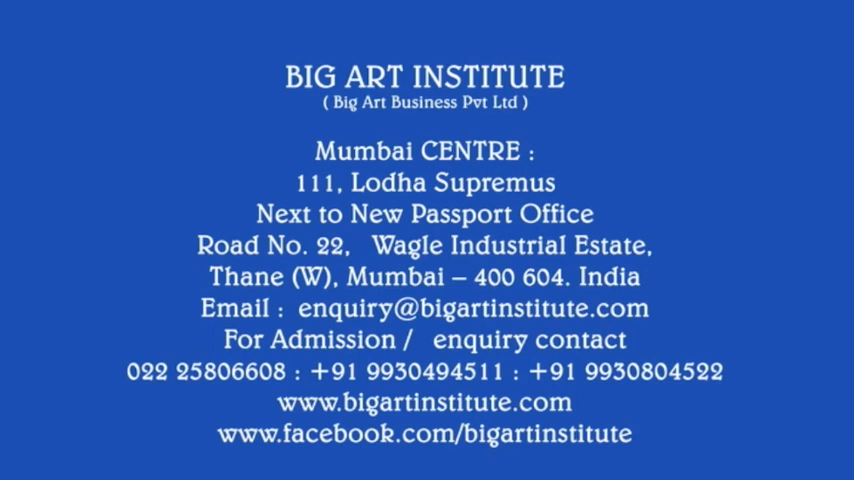 BIG ART INSTITUTE
( Big Art Business Pvt Ltd )
Mumbai CENTRE :
111, Lodha Supremus
Next to New Passport Office
Road No. 22, Wagle Industrial Estate,
Thane (W), Mumbai – 400 604. India
Email : enquiry@bigartinstitute.com
For Admission / enquiry contact
022 25806608 : +91 9930494511 : +91 9930804522
www.bigartinstitute.com
www.facebook.com/bigartinstitute